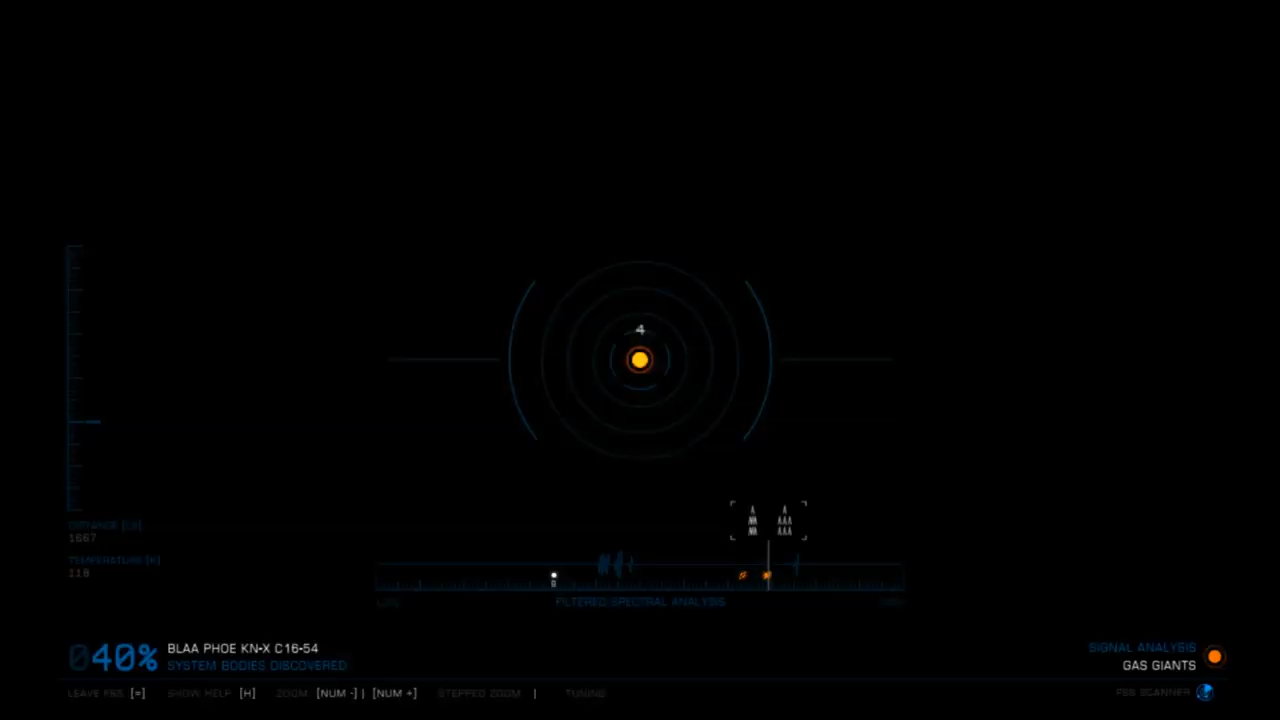 4
DISTANCE [LS]
1667
TEMPERATURE [K]
118
LOW
FILTERED SPECTRAL ANALYSIS
040%
BLAA PHOE KN-X C16-54
SYSTEM BODIES DISCOVERED
SIGNAL ANALYSIS
GAS GIANTS
LEAVE FSS [=] SHOW HELP [H] ZOOM [NUM -] | [NUM +] STEPPED ZOOM | TUNING
FSS SCANNER